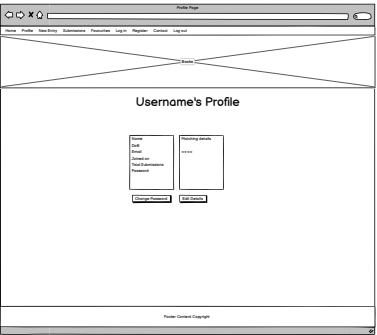 Profile Page
Home Profile New Entry Submissions Favourites Log in Register Contact Log out
Books
Username's Profile
Name
DoB
Email
Joined on
Total Submissions
Password
Matching details
****
Change Password
Edit Details
Footer Content Copyright